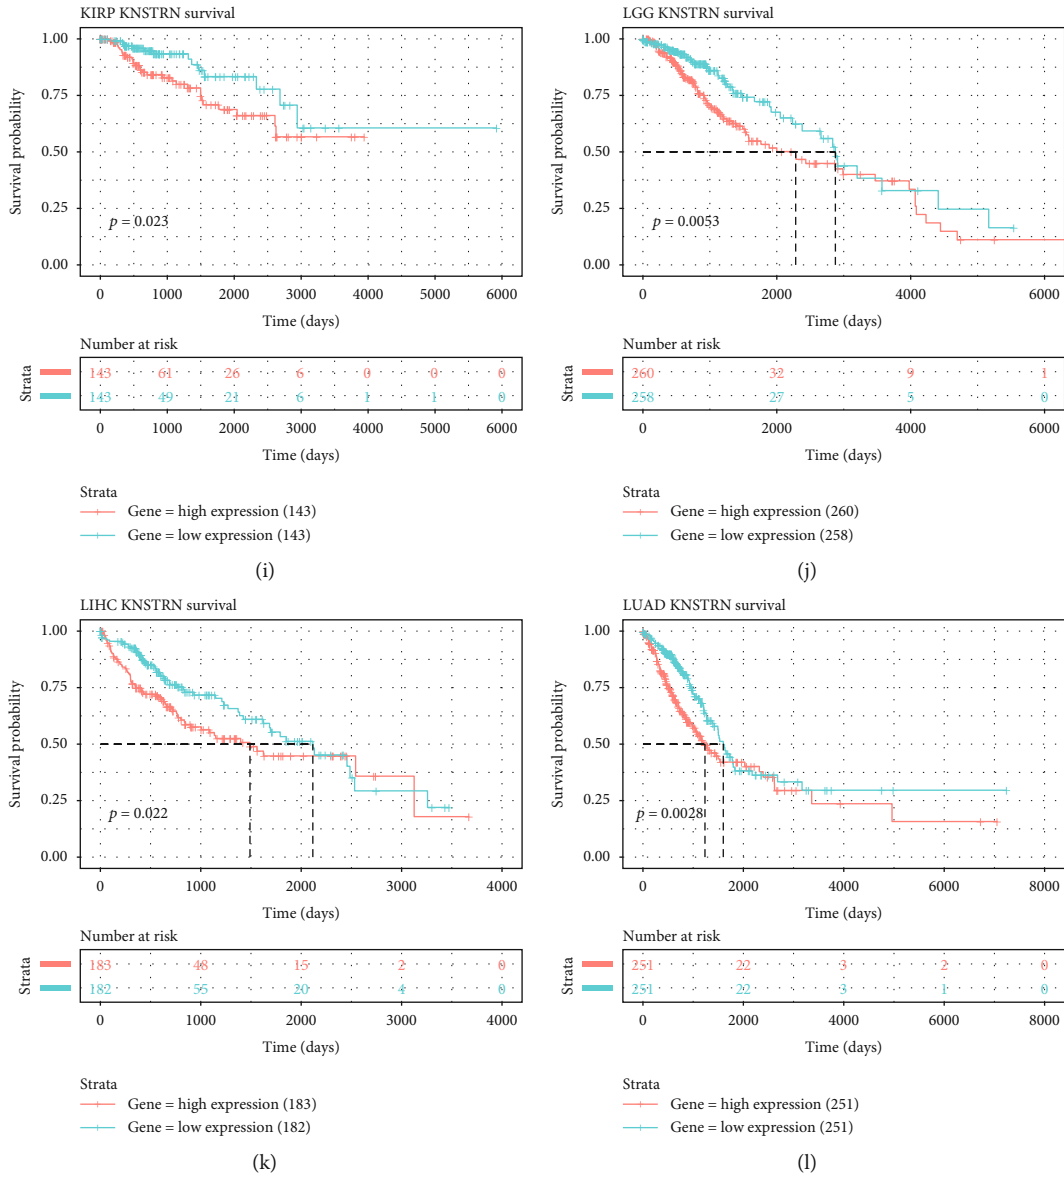 KIRP KNSTRN survival
1.00
0.75
0.50
0.25
0.00
Survival probability
p = 0.023
0 1000 2000 3000 4000 5000 6000
Time (days)
Number at risk
Strata
143 61 26 6 0 0 0
143 49 21 6 1 1 0
0 1000 2000 3000 4000 5000 6000
Time (days)
Strata
Gene = high expression (143)
Gene = low expression (143)
(i)
LGG KNSTRN survival
1.00
0.75
0.50
0.25
0.00
Survival probability
p = 0.0053
0 2000 4000 6000
Time (days)
Number at risk
Strata
260 32 9 1
258 27 5 0
0 2000 4000 6000
Time (days)
Strata
Gene = high expression (260)
Gene = low expression (258)
(j)
LIHC KNSTRN survival
1.00
0.75
0.50
0.25
0.00
Survival probability
p = 0.022
0 1000 2000 3000 4000
Time (days)
Number at risk
Strata
183 48 15 2 0
182 55 20 4 0
0 1000 2000 3000 4000
Time (days)
Strata
Gene = high expression (183)
Gene = low expression (182)
(k)
LUAD KNSTRN survival
1.00
0.75
0.50
0.25
0.00
Survival probability
p = 0.0028
0 2000 4000 6000 8000
Time (days)
Number at risk
Strata
251 22 3 2 0
251 22 3 1 0
0 2000 4000 6000 8000
Time (days)
Strata
Gene = high expression (251)
Gene = low expression (251)
(l)